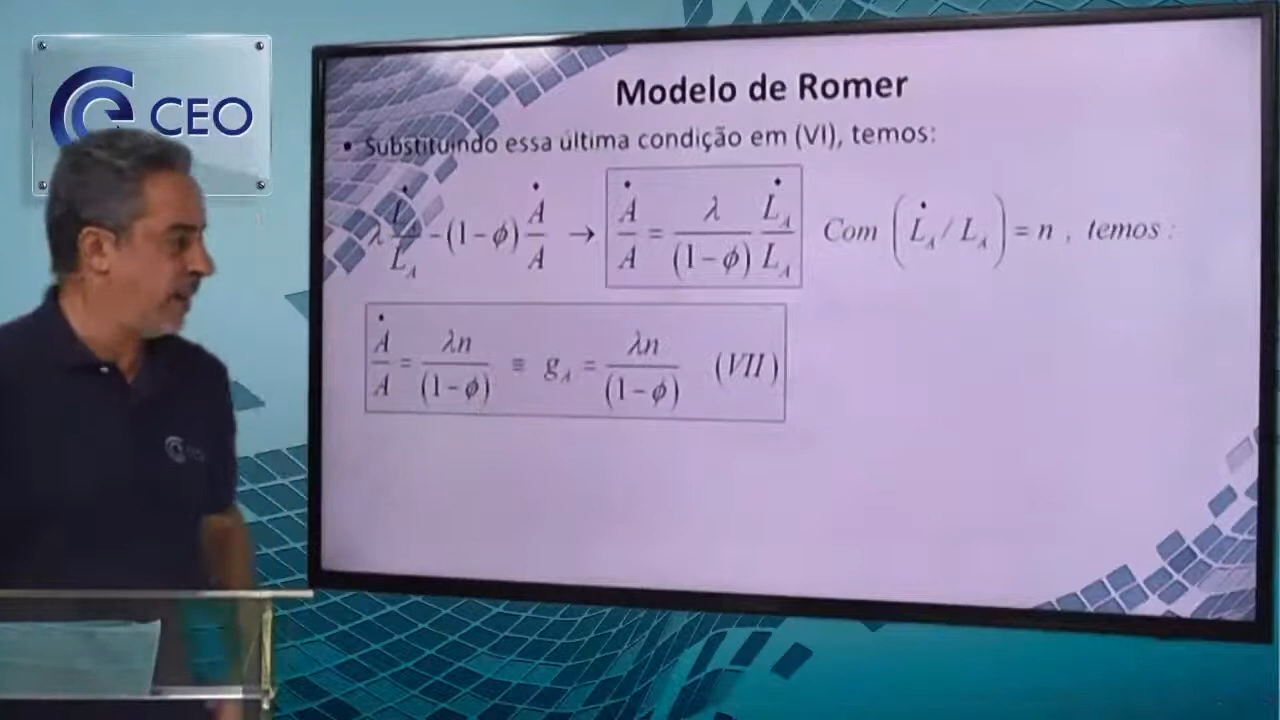 CEO
Modelo de Romer
• Substituindo essa última condição em (VI), temos:
λ L̇_A/L_A − (1−ϕ) Ȧ/A → Ȧ/A = λ/(1−ϕ) L̇_A/L_A Com (L̇_A / L_A) = n , temos :
Ȧ/A = λn/(1−ϕ) ≡ g_A = λn/(1−ϕ) (VII)
CEO